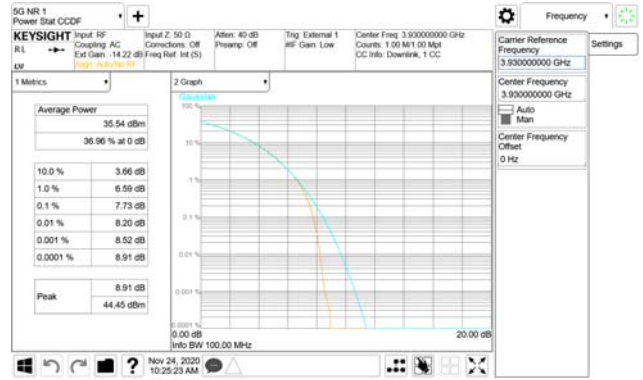 5G NR 1
Power Stat CCDF
Frequency
KEYSIGHT
RL
Input: RF
Coupling: AC
Ext Gain: -14.22 dB
Align: Auto/No RF
Input Z: 50 Ω
Corrections: Off
Freq Ref: Int (S)
Atten: 40 dB
Preamp: Off
Trig: External 1
#IF Gain: Low
Center Freq: 3.930000000 GHz
Counts: 1.00 M/1.00 Mpt
CC Info: Downlink, 1 CC
Settings
Carrier Reference
Frequency
3.930000000 GHz
Center Frequency
3.930000000 GHz
Auto
Man
Center Frequency
Offset
0 Hz
1 Metrics
Average Power
35.54 dBm
36.96 % at 0 dB
10.0 % 3.66 dB
1.0 % 6.59 dB
0.1 % 7.73 dB
0.01 % 8.20 dB
0.001 % 8.52 dB
0.0001 % 8.91 dB
Peak 8.91 dB
44.45 dBm
2 Graph
Gaussian
100 %
10 %
1 %
0.1 %
0.01 %
0.001 %
0.0001 %
0.00 dB
20.00 dB
Info BW 100.00 MHz
Nov 24, 2020
10:25:23 AM